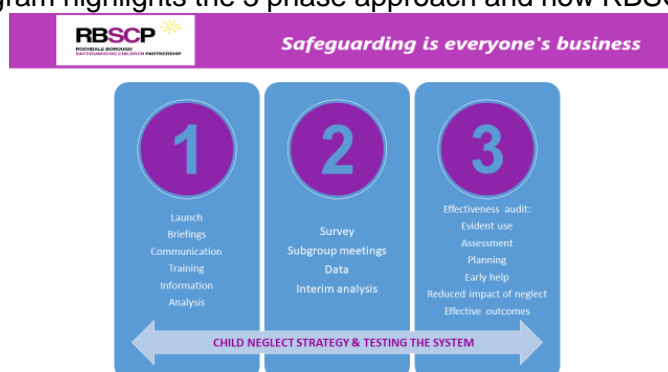 gram highlights the 3 phase approach and how RBSC
RBSCP
ROCHDALE BOROUGH
SAFEGUARDING CHILDREN PARTNERSHIP
Safeguarding is everyone's business
1
Launch
Briefings
Communication
Training
Information
Analysis
2
Survey
Subgroup meetings
Data
Interim analysis
3
Effectiveness audit:
Evident use
Assessment
Planning
Early help
Reduced impact of neglect
Effective outcomes
CHILD NEGLECT STRATEGY & TESTING THE SYSTEM